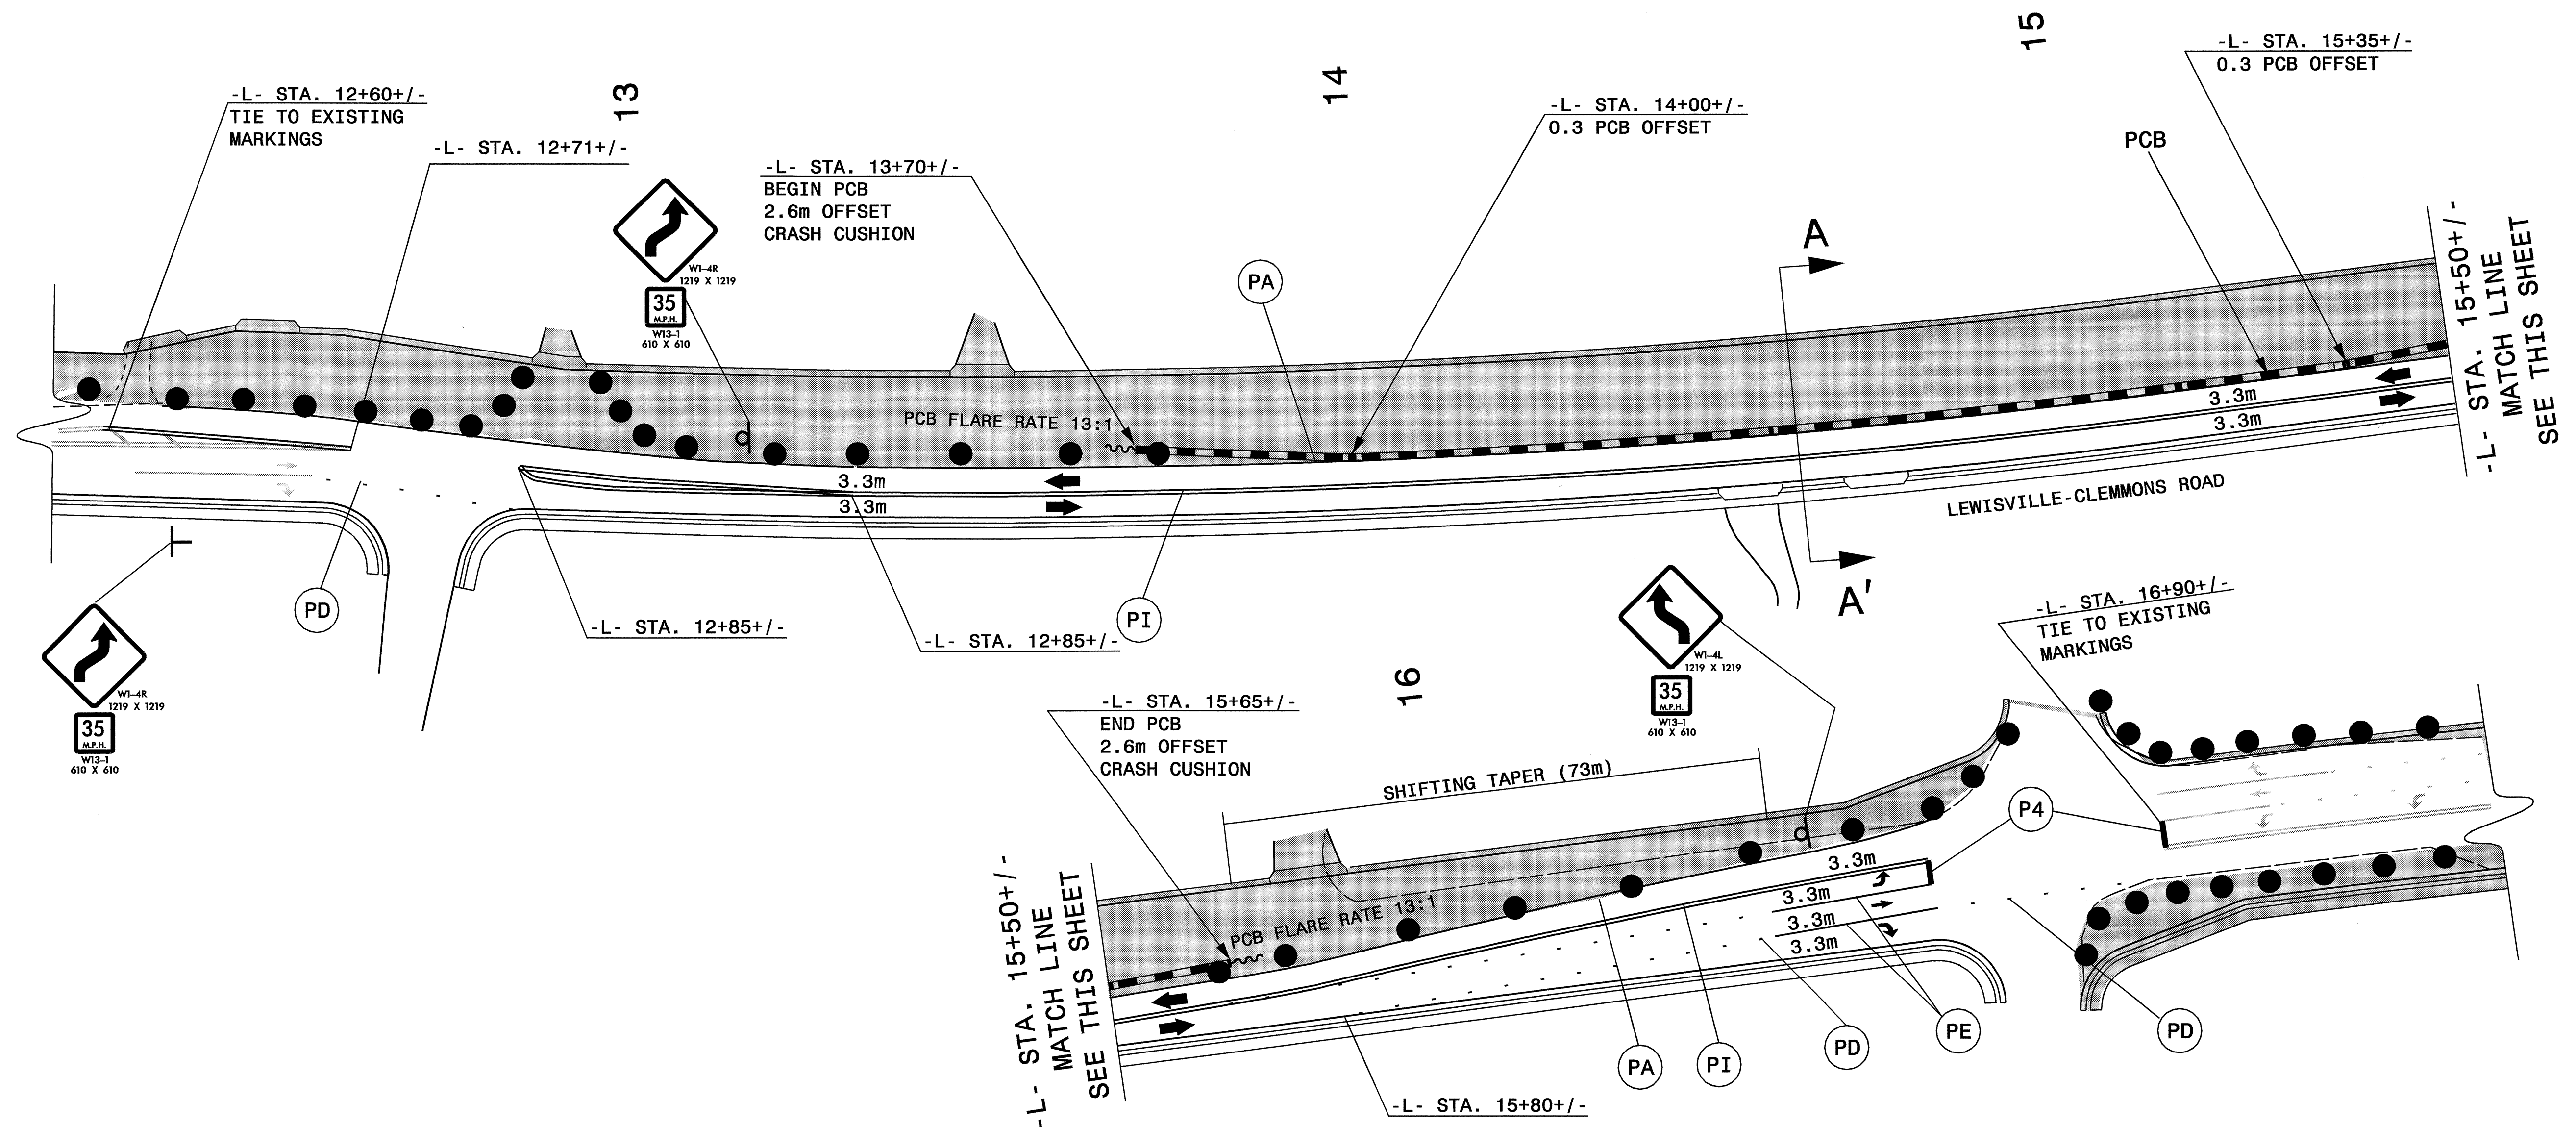 13
14
15
-L- STA. 12+60+/-
TIE TO EXISTING
MARKINGS
-L- STA. 12+71+/-
W1-4R
1219 X 1219
35
M.P.H.
W13-1
610 X 610
-L- STA. 13+70+/-
BEGIN PCB
2.6m OFFSET
CRASH CUSHION
PA
-L- STA. 14+00+/-
0.3 PCB OFFSET
A
PCB
-L- STA. 15+35+/-
0.3 PCB OFFSET
-L- STA. 15+50+/-
MATCH LINE
SEE THIS SHEET
PCB FLARE RATE 13:1
3.3m
3.3m
3.3m
3.3m
LEWISVILLE-CLEMMONS ROAD
A'
PD
-L- STA. 12+85+/-
-L- STA. 12+85+/-
PI
W1-4R
1219 X 1219
35
M.P.H.
W13-1
610 X 610
W1-4L
1219 X 1219
35
M.P.H.
W13-1
610 X 610
-L- STA. 16+90+/-
TIE TO EXISTING
MARKINGS
16
-L- STA. 15+65+/-
END PCB
2.6m OFFSET
CRASH CUSHION
SHIFTING TAPER (73m)
P4
-L- STA. 15+50+/-
MATCH LINE
SEE THIS SHEET
PCB FLARE RATE 13:1
3.3m
3.3m
3.3m
3.3m
PA
PI
PD
PE
PD
-L- STA. 15+80+/-